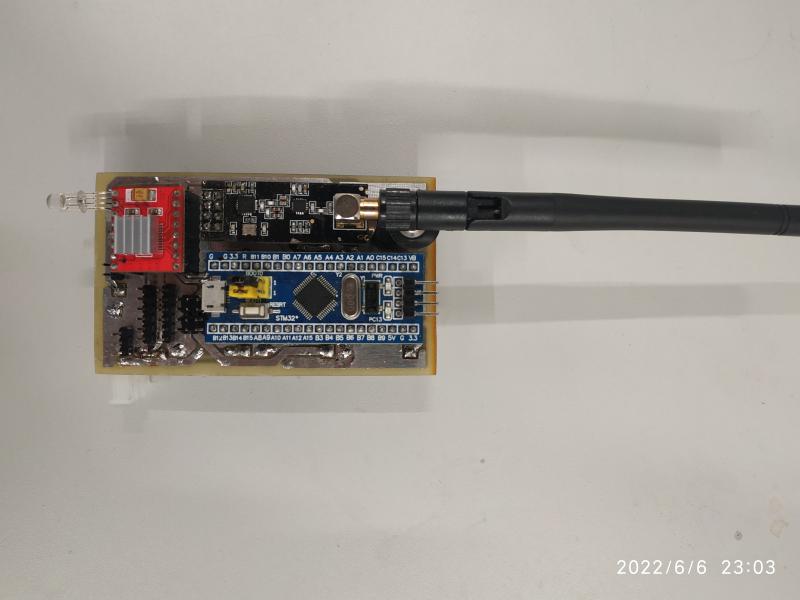 G G 3.3 R B11 B10 B1 B0 A7 A6 A5 A4 A3 A2 A1 A0 C15 C14 C13 VB
Y2
PWR
STM32
PC13
B12 B13 B14 B15 A8 A9 A10 A11 A12 A15 B3 B4 B5 B6 B7 B8 B9 5V G 3.3
2022/6/6 23:03